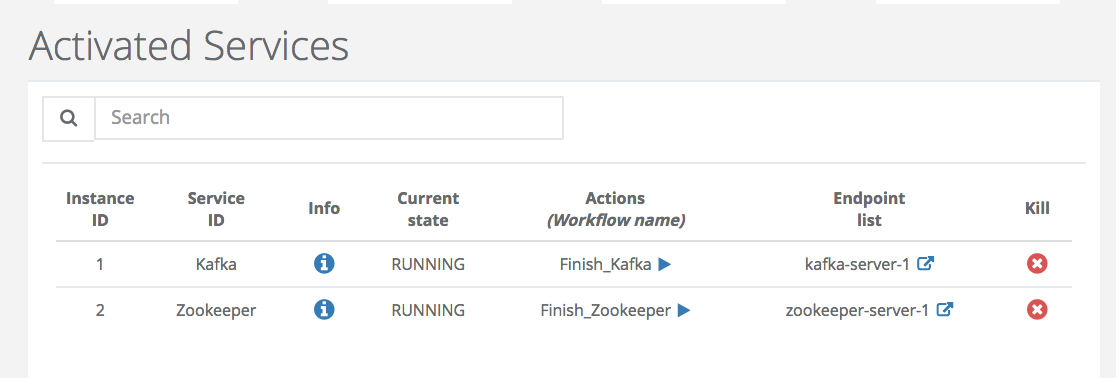 Activated Services
Search
Instance ID Service ID Info Current state Actions (Workflow name) Endpoint list Kill
1 Kafka RUNNING Finish_Kafka kafka-server-1
2 Zookeeper RUNNING Finish_Zookeeper zookeeper-server-1